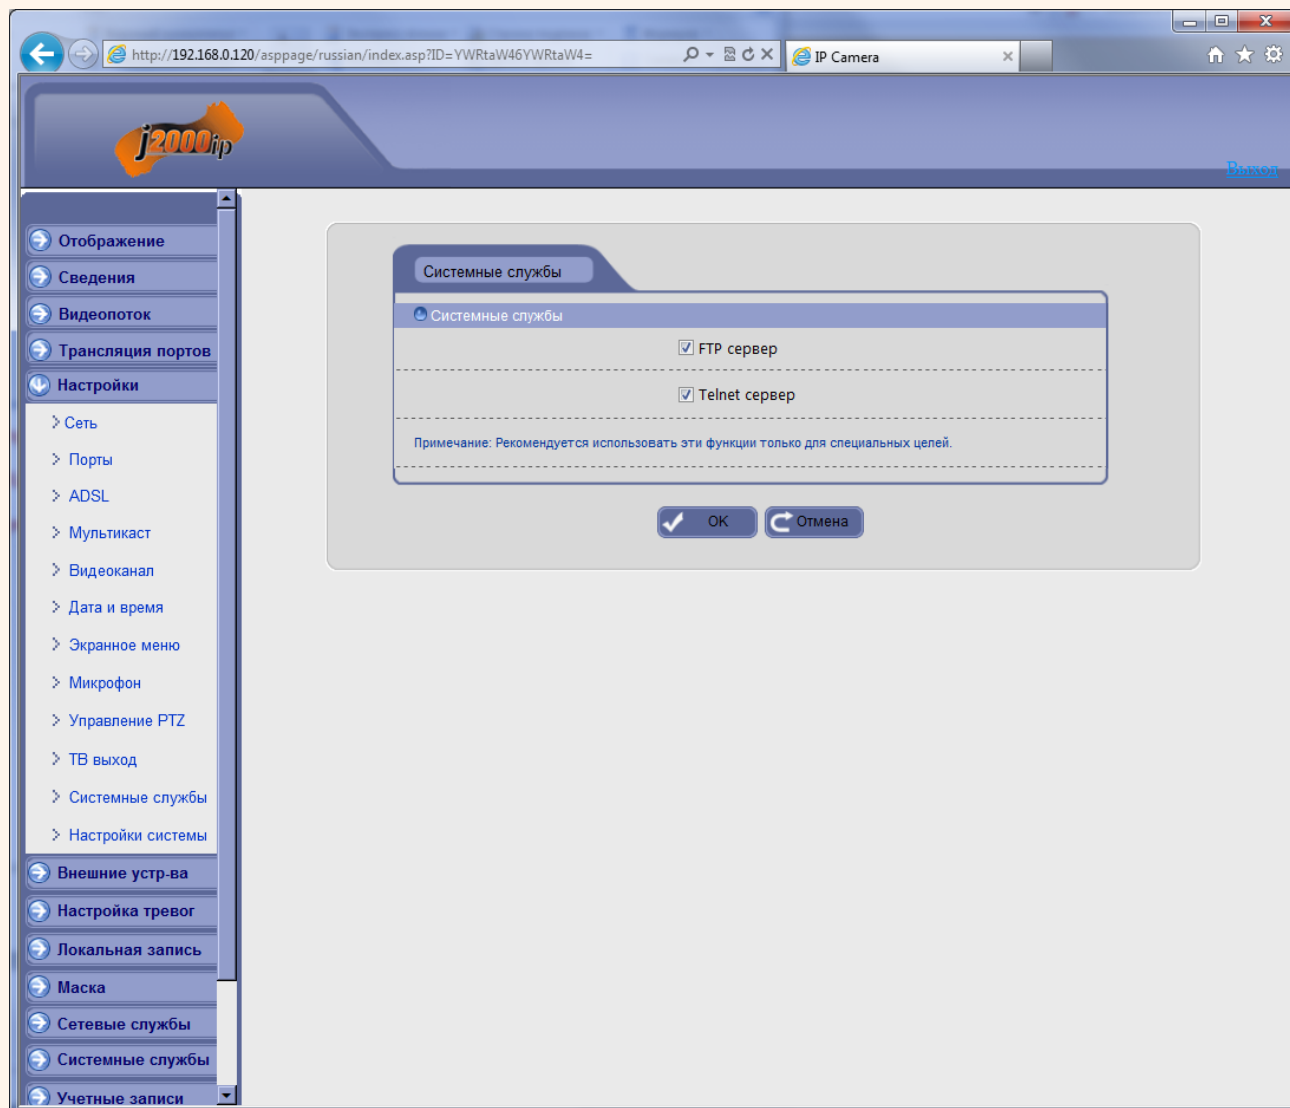 http://192.168.0.120/asppage/russian/index.asp?ID=YWRtaW46YWRtaW4=
IP Camera
j2000ip
Выход
Отображение
Сведения
Видеопоток
Трансляция портов
Настройки
Сеть
Порты
ADSL
Мультикаст
Видеоканал
Дата и время
Экранное меню
Микрофон
Управление PTZ
ТВ выход
Системные службы
Настройки системы
Внешние устр-ва
Настройка тревог
Локальная запись
Маска
Сетевые службы
Системные службы
Учетные записи
Системные службы
Системные службы
FTP сервер
Telnet сервер
Примечание: Рекомендуется использовать эти функции только для специальных целей.
OK
Отмена